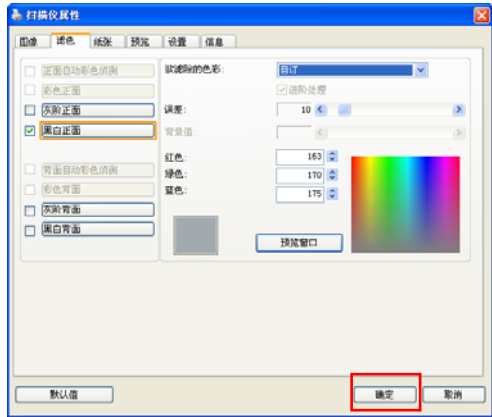 扫描仪属性
图像 滤色 纸张 预览 设置 信息
正面自动彩色侦测
彩色正面
灰阶正面
黑白正面
背面自动彩色侦测
彩色背面
灰阶背面
黑白背面
欲滤除的色彩: 自订
进阶处理
误差: 10
背景值:
红色: 163
绿色: 170
蓝色: 175
预览窗口
默认值 确定 取消